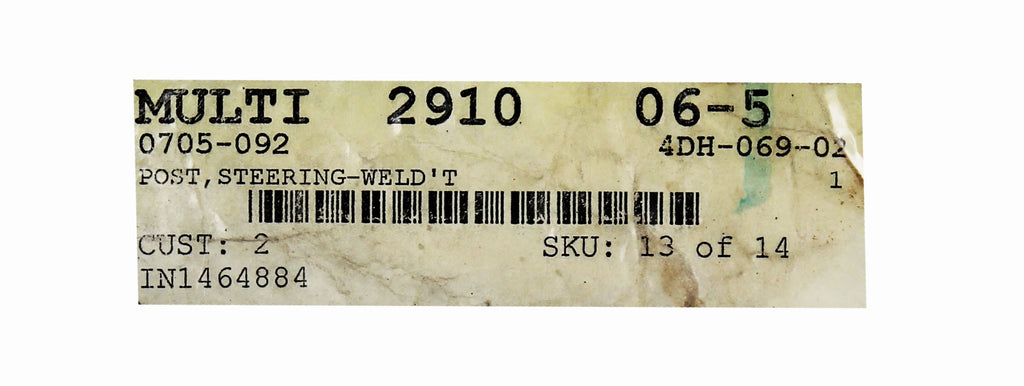 MULTI 2910 06-5
0705-092 4DH-069-02
POST,STEERING-WELD'T 1
CUST: 2 SKU: 13 of 14
IN1464884